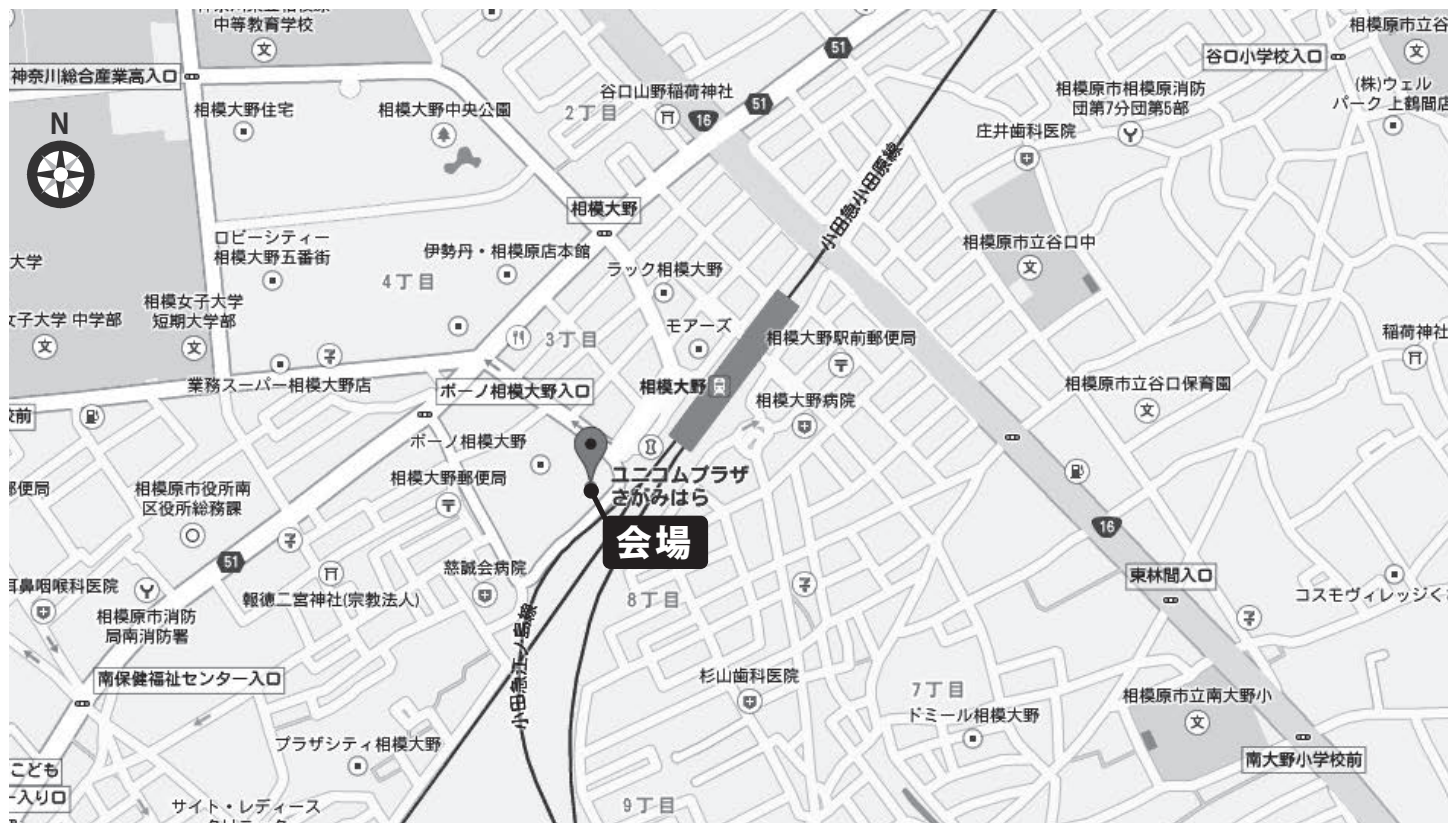 中等教育学校
相模原市立谷
神奈川総合産業高入口
51
谷口小学校入口
相模大野住宅
相模大野中央公園
2丁目
谷口山野稲荷神社
51
16
相模原市相模原消防
団第7分団第5部
(株)ウェル
パーク 上鶴間店
N
庄井歯科医院
小田急小田原線
相模大野
ロビーシティー
相模大野五番街
伊勢丹・相模原店本館
相模原市立谷口中
大学
4丁目
ラック相模大野
相模女子大学
短期大学部
女子大学 中学部
モアーズ
3丁目
相模大野駅前郵便局
稲荷神社
業務スーパー相模大野店
ボーノ相模大野入口
相模大野
相模大野病院
相模原市立谷口保育園
校前
ボーノ相模大野
相模大野郵便局
ユニコムプラザ
さがみはら
郵便局
相模原市役所南
区役所総務課
会場
16
51
慈誠会病院
耳鼻咽喉科医院
報徳二宮神社(宗教法人)
8丁目
東林間入口
コスモヴィレッジく
相模原市消防
局南消防署
小田急江ノ島線
南保健福祉センター入口
杉山歯科医院
7丁目
相模原市立南大野小
ドミール相模大野
プラザシティ相模大野
南大野小学校前
こども
ー入り口
サイト・レディース
9丁目